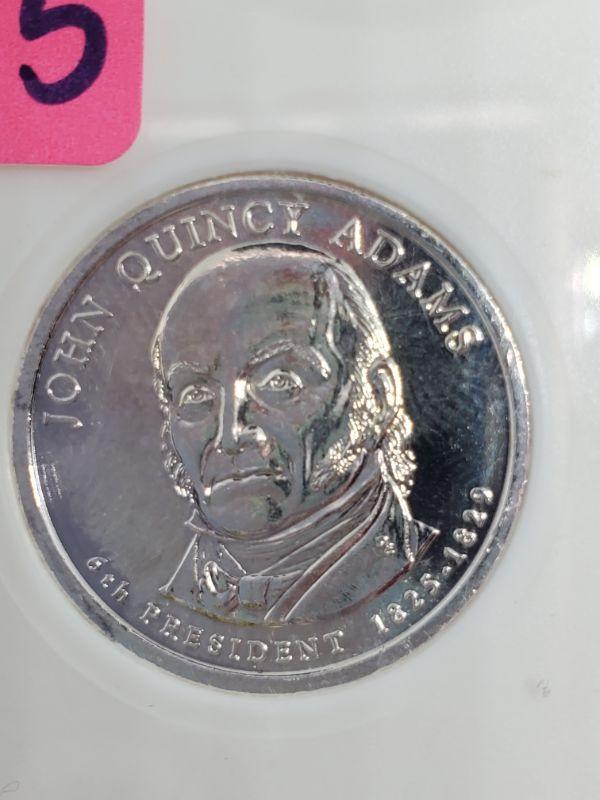 5
JOHN QUINCY ADAMS
6th PRESIDENT 1825-1829